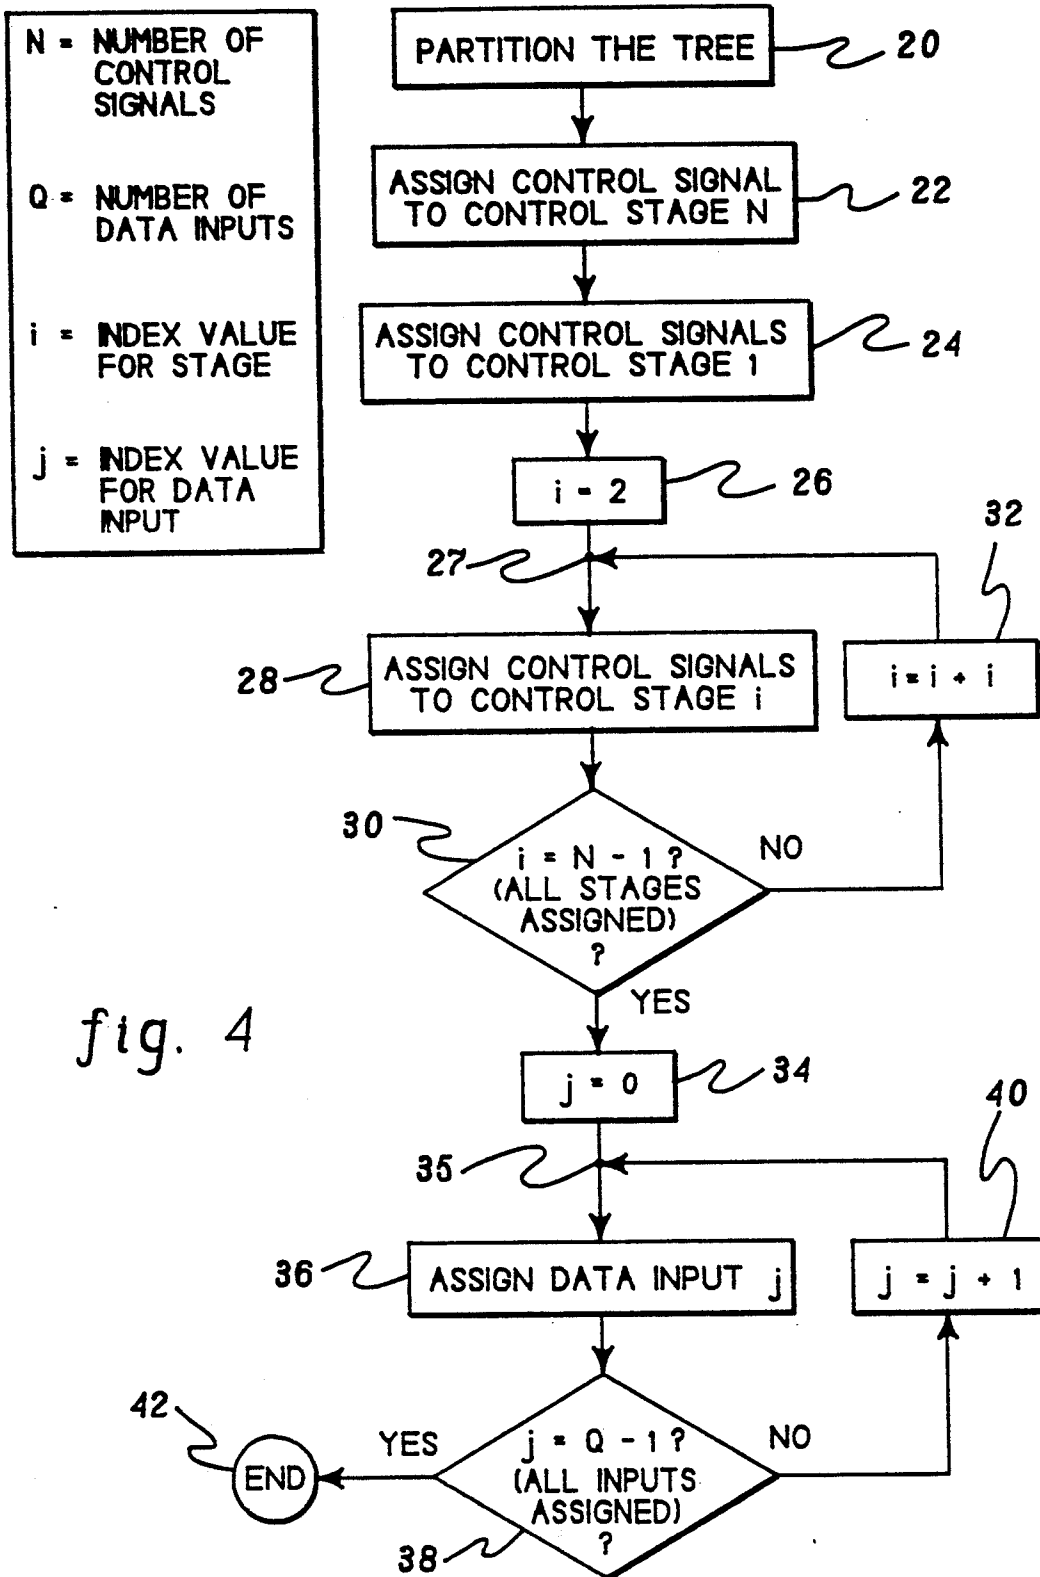 N = NUMBER OF
CONTROL
SIGNALS
Q = NUMBER OF
DATA INPUTS
i = INDEX VALUE
FOR STAGE
j = INDEX VALUE
FOR DATA
INPUT
PARTITION THE TREE
20
ASSIGN CONTROL SIGNAL
TO CONTROL STAGE N
22
ASSIGN CONTROL SIGNALS
TO CONTROL STAGE 1
24
i = 2
26
27
32
28
ASSIGN CONTROL SIGNALS
TO CONTROL STAGE i
i = i + i
30
i = N - 1 ?
(ALL STAGES
ASSIGNED)
?
NO
YES
fig. 4
j = 0
34
35
40
36
ASSIGN DATA INPUT j
j = j + 1
42
END
YES
j = Q - 1 ?
(ALL INPUTS
ASSIGNED)
?
NO
38